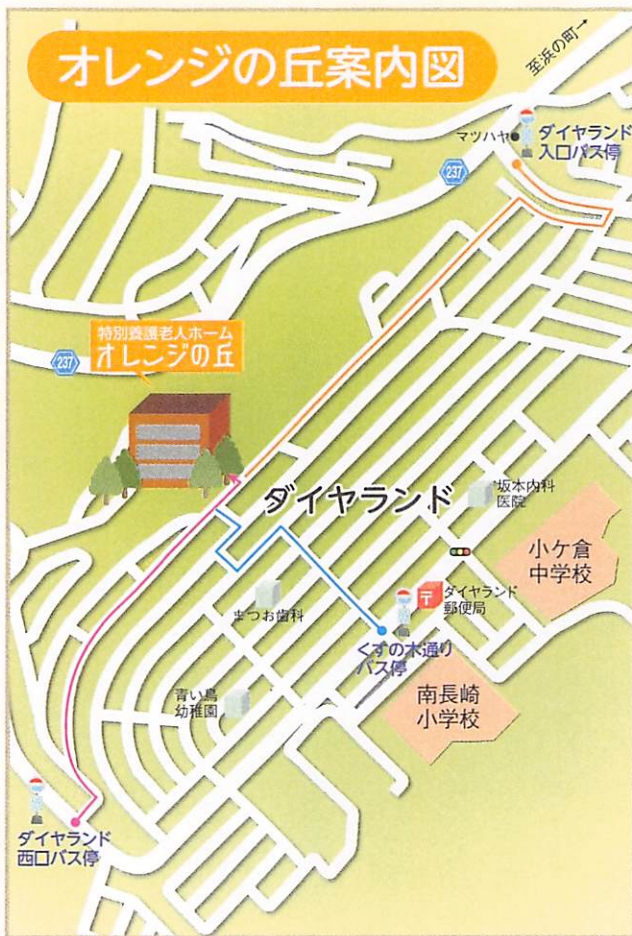 オレンジの丘案内図
至浜の町→
マツハヤ
ダイヤランド
入口バス停
237
237
特別養護老人ホーム
オレンジの丘
ダイヤランド
坂本内科
医院
小ケ倉
中学校
ダイヤランド
郵便局
まつお歯科
くすの木通り
バス停
青い鳥
幼稚園
南長崎
小学校
ダイヤランド
西口バス停